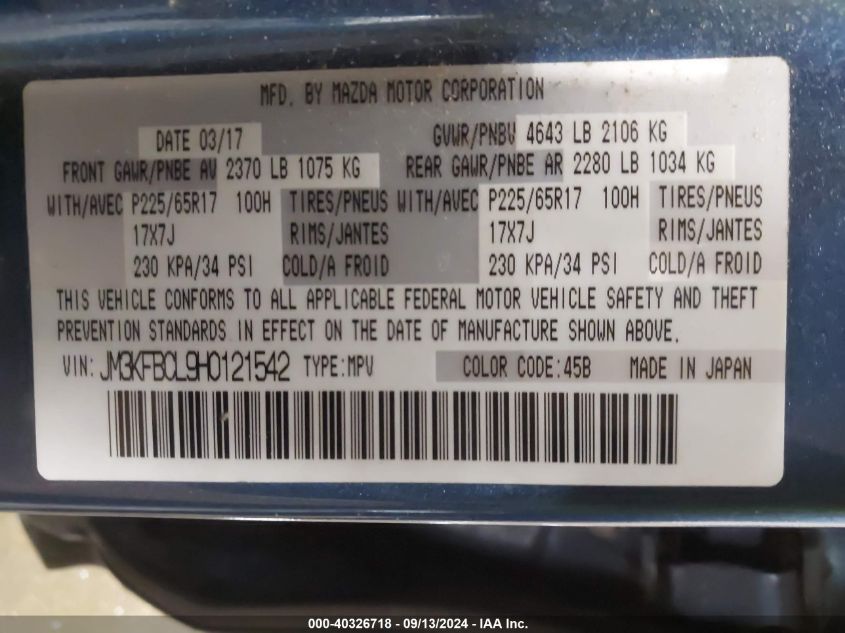 MFD. BY MAZDA MOTOR CORPORATION
DATE 03/17 GVWR/PNBV 4643 LB 2106 KG
FRONT GAWR/PNBE AV 2370 LB 1075 KG REAR GAWR/PNBE AR 2280 LB 1034 KG
WITH/AVEC P225/65R17 100H TIRES/PNEUS WITH/AVEC P225/65R17 100H TIRES/PNEUS
17X7J RIMS/JANTES 17X7J RIMS/JANTES
230 KPA/34 PSI COLD/A FROID 230 KPA/34 PSI COLD/A FROID
THIS VEHICLE CONFORMS TO ALL APPLICABLE FEDERAL MOTOR VEHICLE SAFETY AND THEFT
PREVENTION STANDARDS IN EFFECT ON THE DATE OF MANUFACTURE SHOWN ABOVE.
VIN: JM3KFBCL9H0121542 TYPE:MPV COLOR CODE:45B MADE IN JAPAN
000-40326718 - 09/13/2024 - IAA Inc.